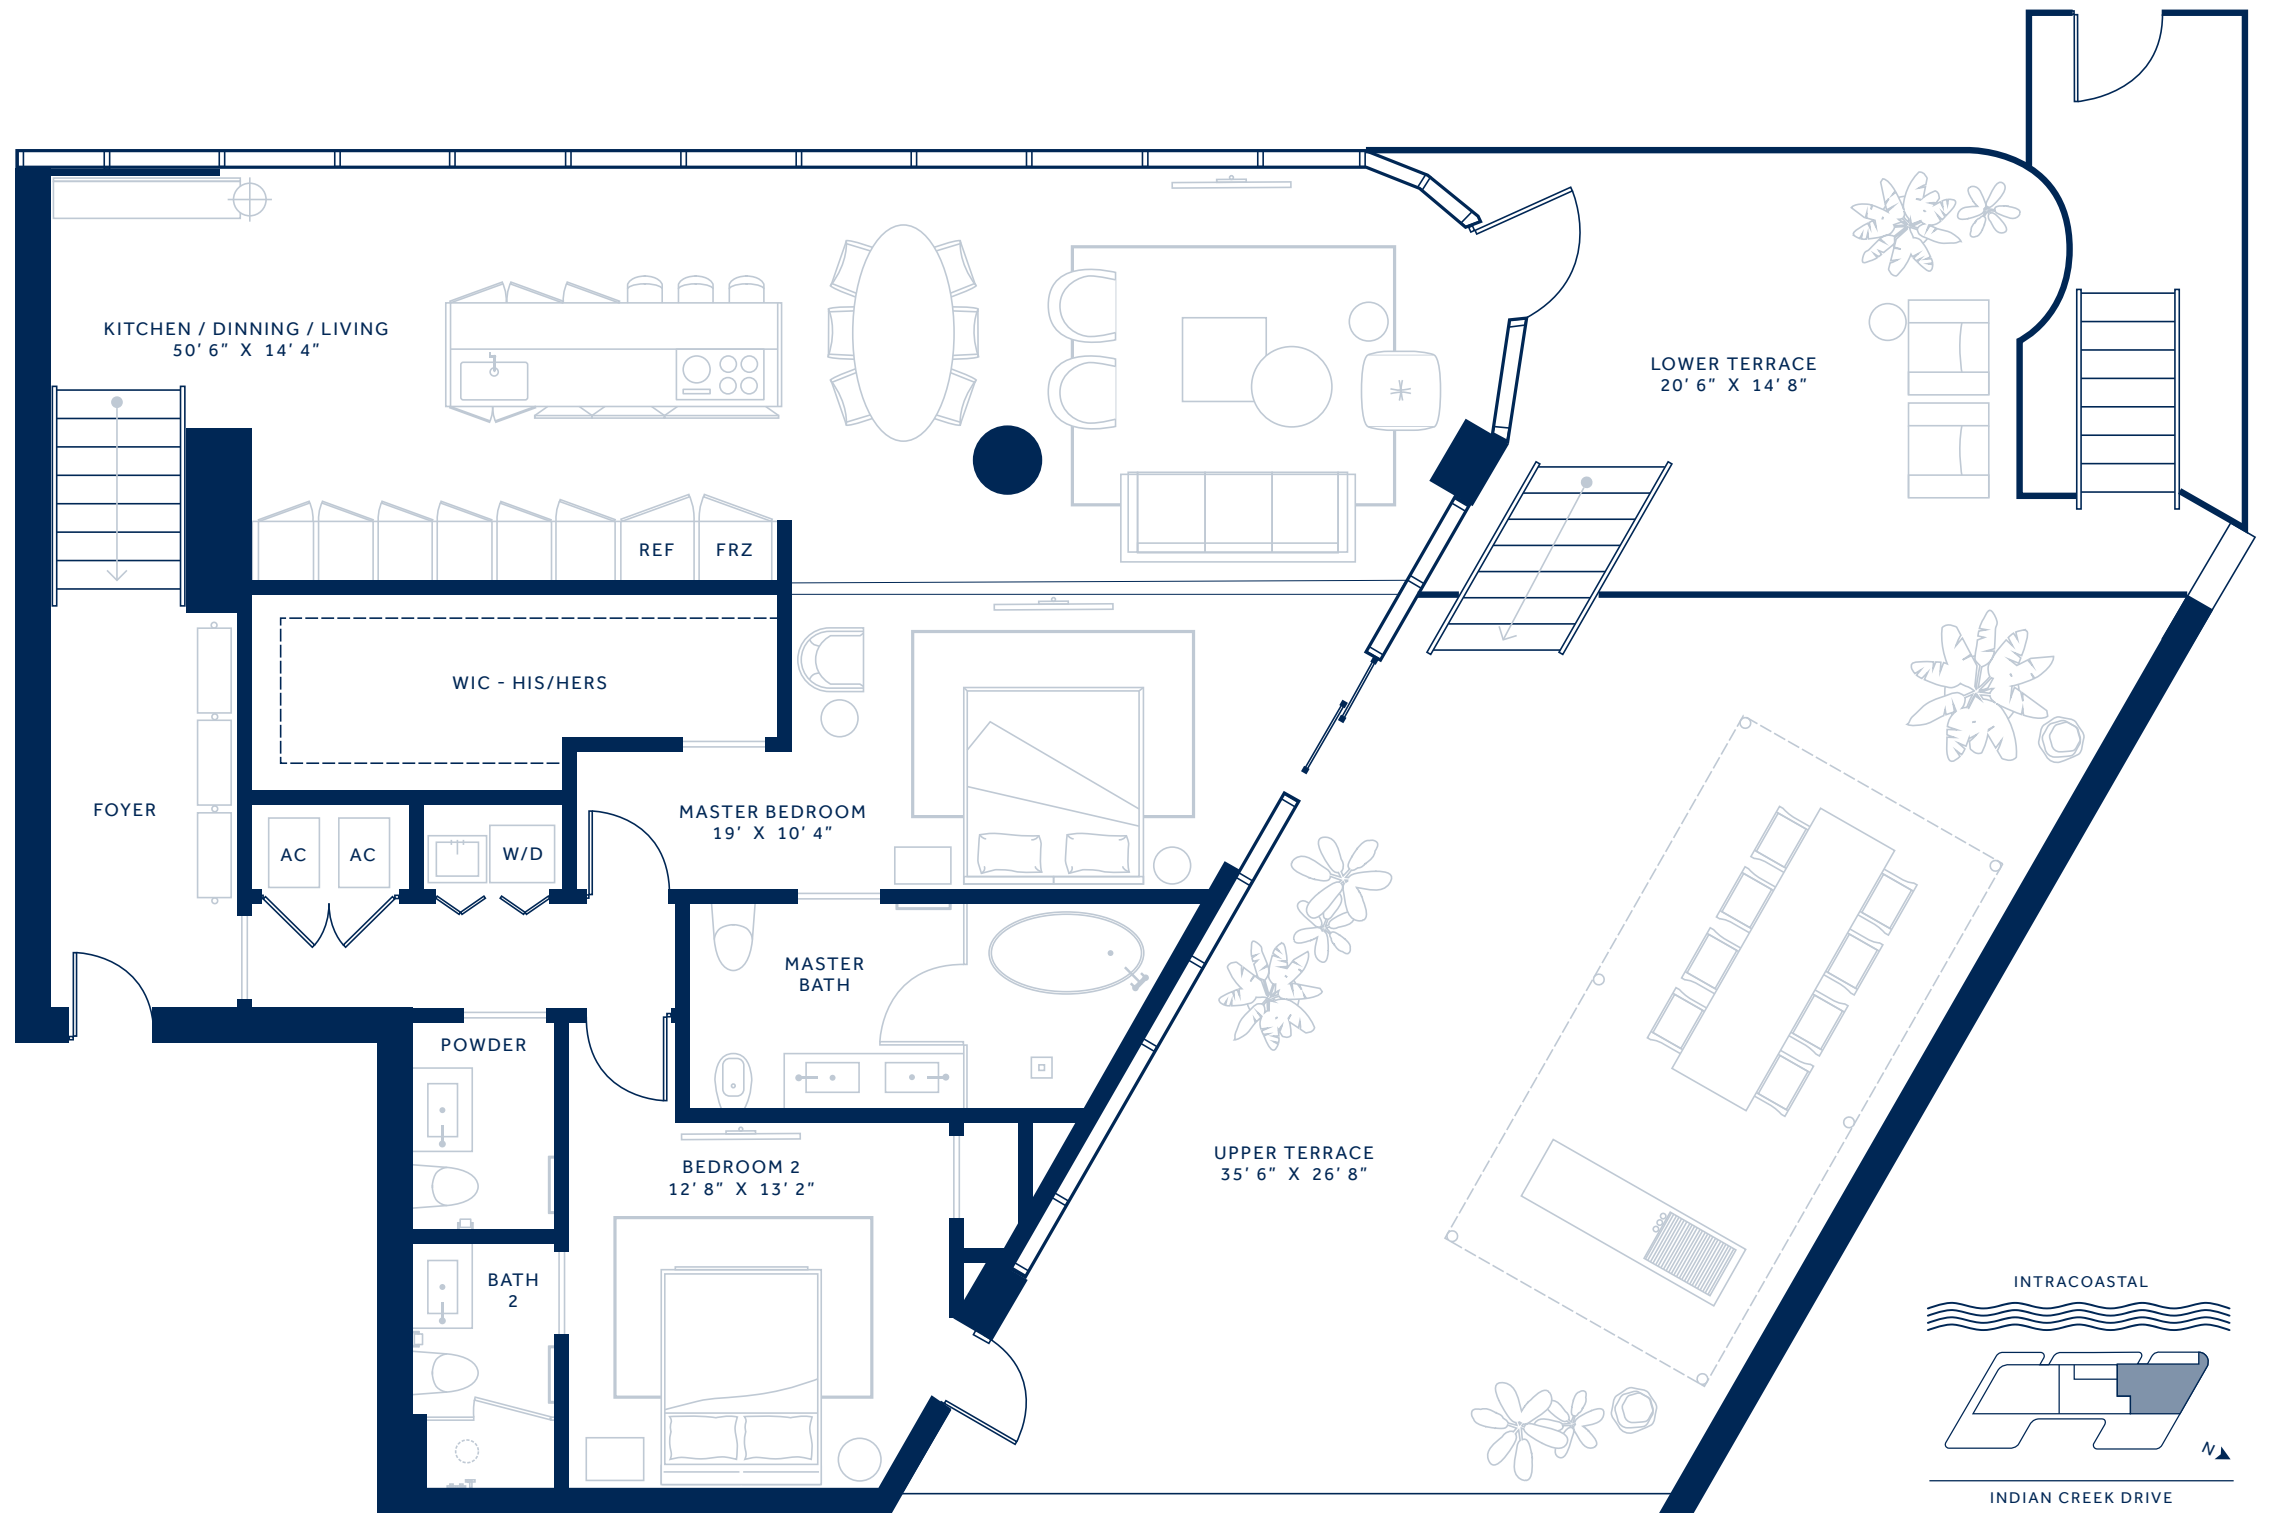 KITCHEN / DINNING / LIVING
50’ 6” X 14’ 4”
LOWER TERRACE
20’ 6” X 14’ 8”
REF
FRZ
WIC - HIS/HERS
FOYER
MASTER BEDROOM
19’ X 10’ 4”
AC
AC
W/D
MASTER
BATH
POWDER
BEDROOM 2
12’ 8” X 13’ 2”
UPPER TERRACE
35’ 6” X 26’ 8”
BATH
2
INTRACOASTAL
N
INDIAN CREEK DRIVE